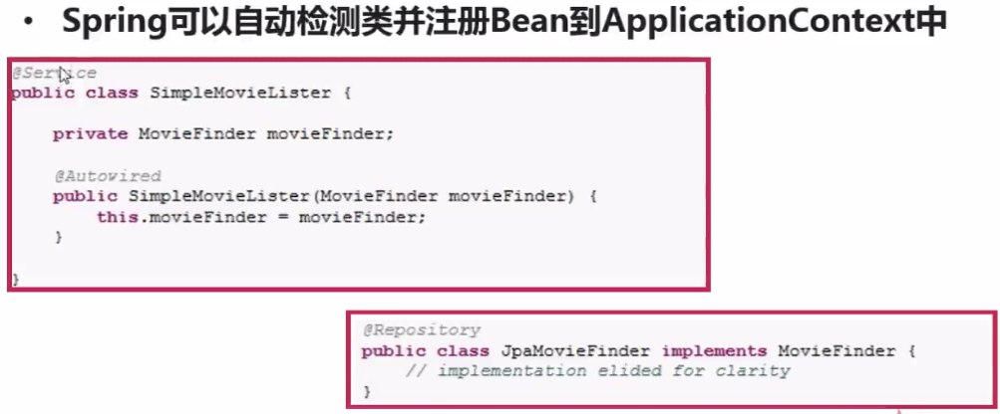 • Spring可以自动检测类并注册Bean到ApplicationContext中
@Service
public class SimpleMovieLister {
private MovieFinder movieFinder;
@Autowired
public SimpleMovieLister(MovieFinder movieFinder) {
this.movieFinder = movieFinder;
}
}
@Repository
public class JpaMovieFinder implements MovieFinder {
// implementation elided for clarity
}